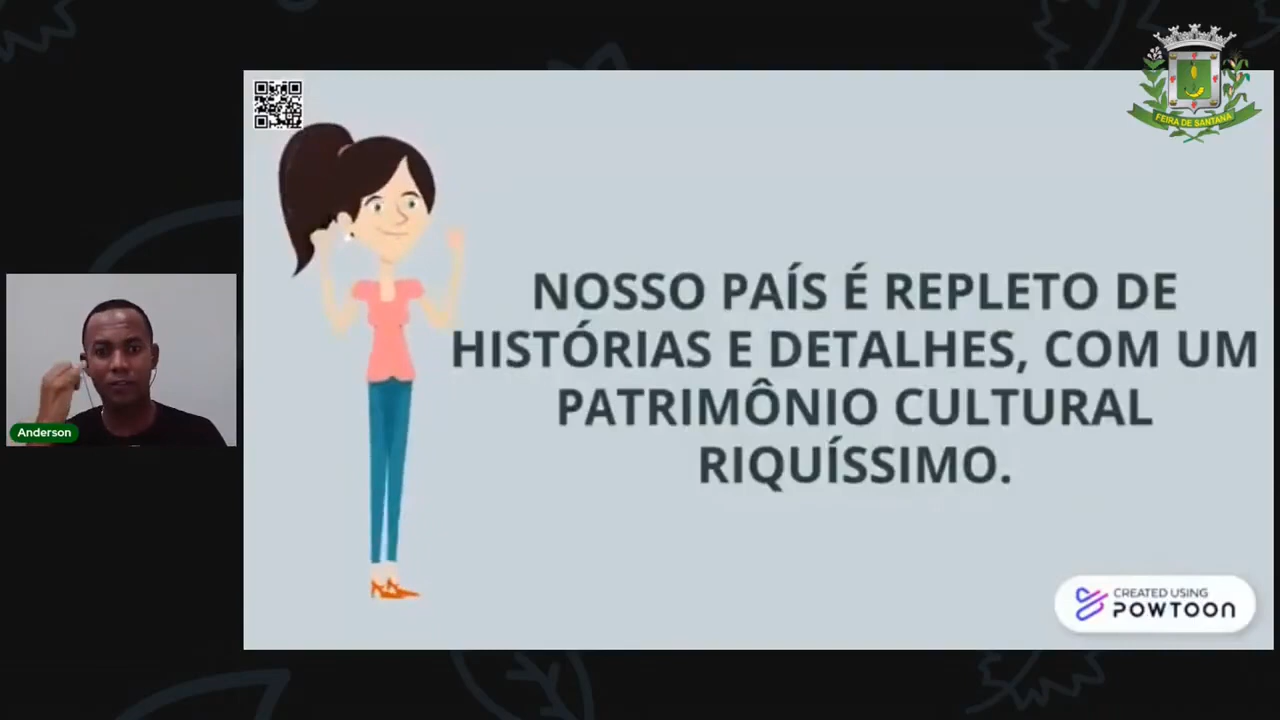 FEIRA DE SANTANA
NOSSO PAÍS É REPLETO DE
HISTÓRIAS E DETALHES, COM UM
PATRIMÔNIO CULTURAL
RIQUÍSSIMO.
Anderson
CREATED USING
POWTOON